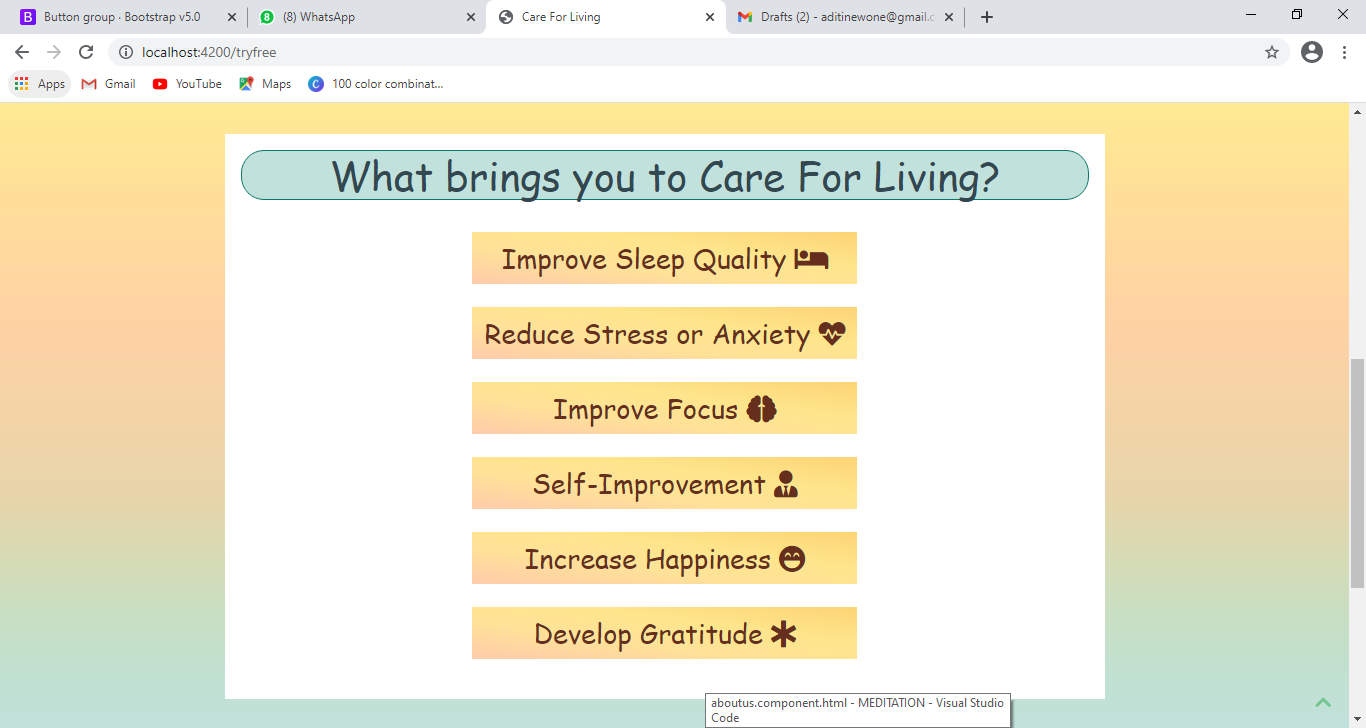 B Button group · Bootstrap v5.0
8 (8) WhatsApp
Care For Living
Drafts (2) - aditinewone@gmail.c
localhost:4200/tryfree
Apps
Gmail
YouTube
Maps
C 100 color combinat...
What brings you to Care For Living?
Improve Sleep Quality
Reduce Stress or Anxiety
Improve Focus
Self-Improvement
Increase Happiness
Develop Gratitude
aboutus.component.html - MEDITATION - Visual Studio
Code